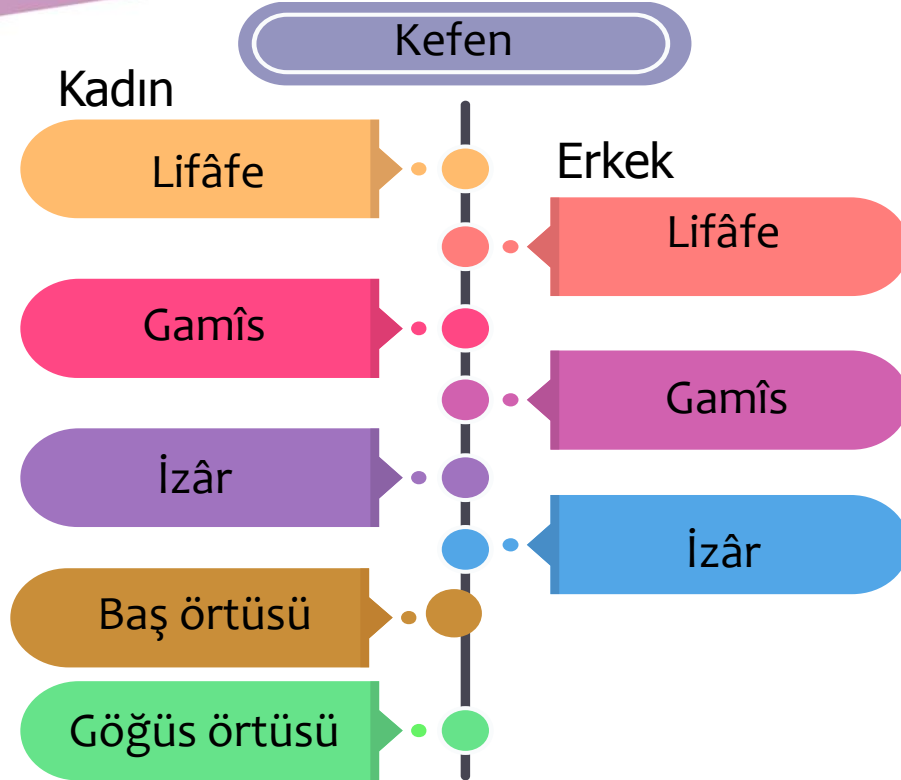 Kefen
Kadın
Lifâfe
Erkek
Lifâfe
Gamîs
Gamîs
İzâr
İzâr
Baş örtüsü
Göğüs örtüsü